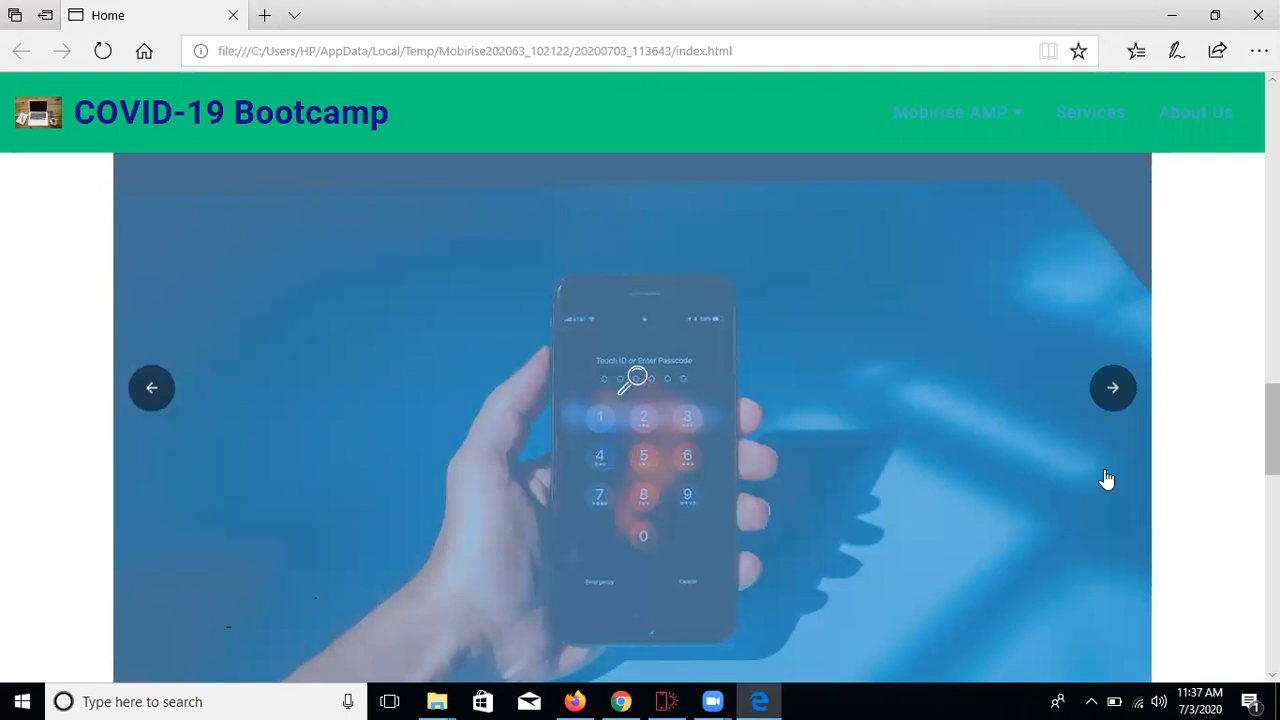 Home
file:///C:/Users/HP/AppData/Local/Temp/Mobirise202063_102122/20200703_113643/index.html
COVID-19 Bootcamp
Mobirise AMP
Services
About Us
Touch ID or Enter Passcode
1 2 3
4 5 6
7 8 9
0
Emergency Cancel
Type here to search
11:37 AM
7/3/2020